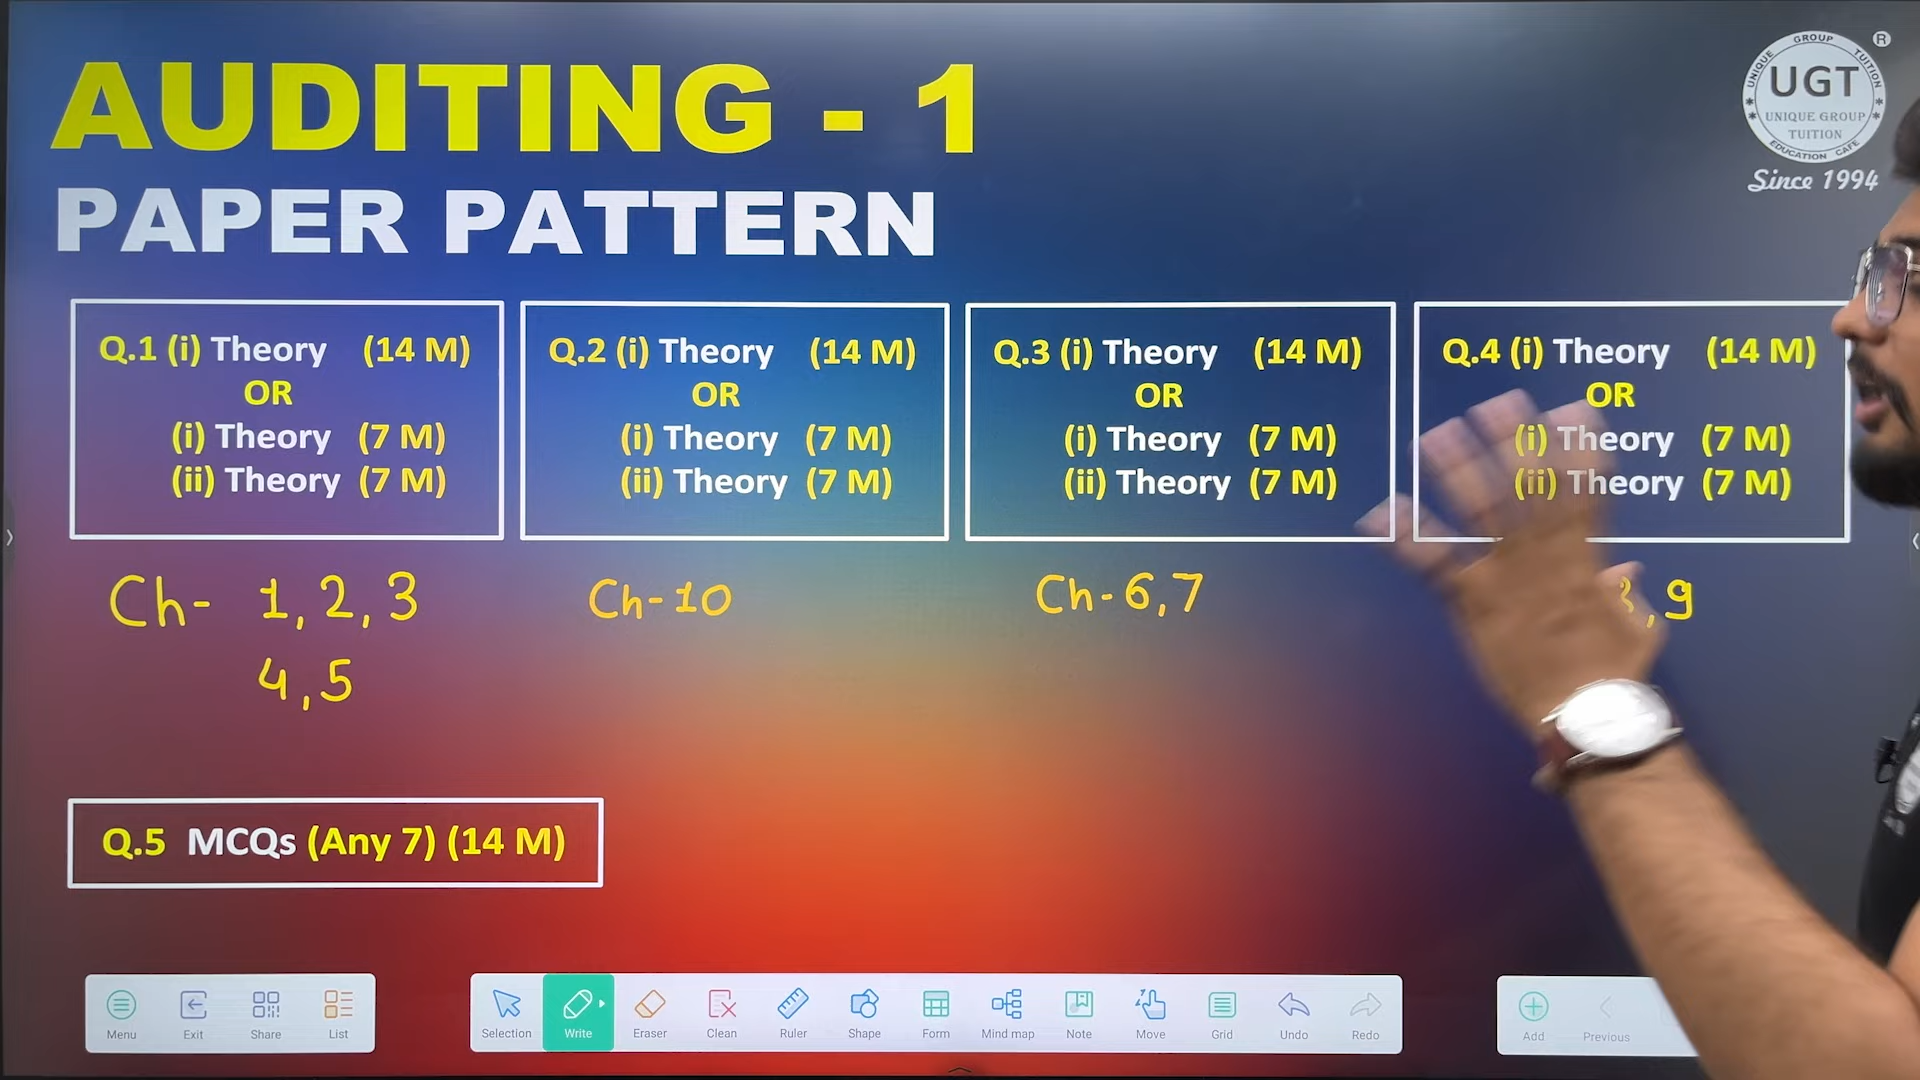 AUDITING - 1
PAPER PATTERN
GROUP
UNIQUE
TUITION
®
UGT
UNIQUE GROUP
TUITION
EDUCATION CAFE
Since 1994
Q.1 (i) Theory (14 M)
OR
(i) Theory (7 M)
(ii) Theory (7 M)
Q.2 (i) Theory (14 M)
OR
(i) Theory (7 M)
(ii) Theory (7 M)
Q.3 (i) Theory (14 M)
OR
(i) Theory (7 M)
(ii) Theory (7 M)
Q.4 (i) Theory (14 M)
OR
(i) Theory (7 M)
(ii) Theory (7 M)
Ch- 1, 2, 3
4, 5
Ch-10
Ch-6,7
, 9
Q.5 MCQs (Any 7) (14 M)
Menu Exit Share List
Selection Write Eraser Clean Ruler Shape Form Mind map Note Move Grid Undo Redo
Add Previous